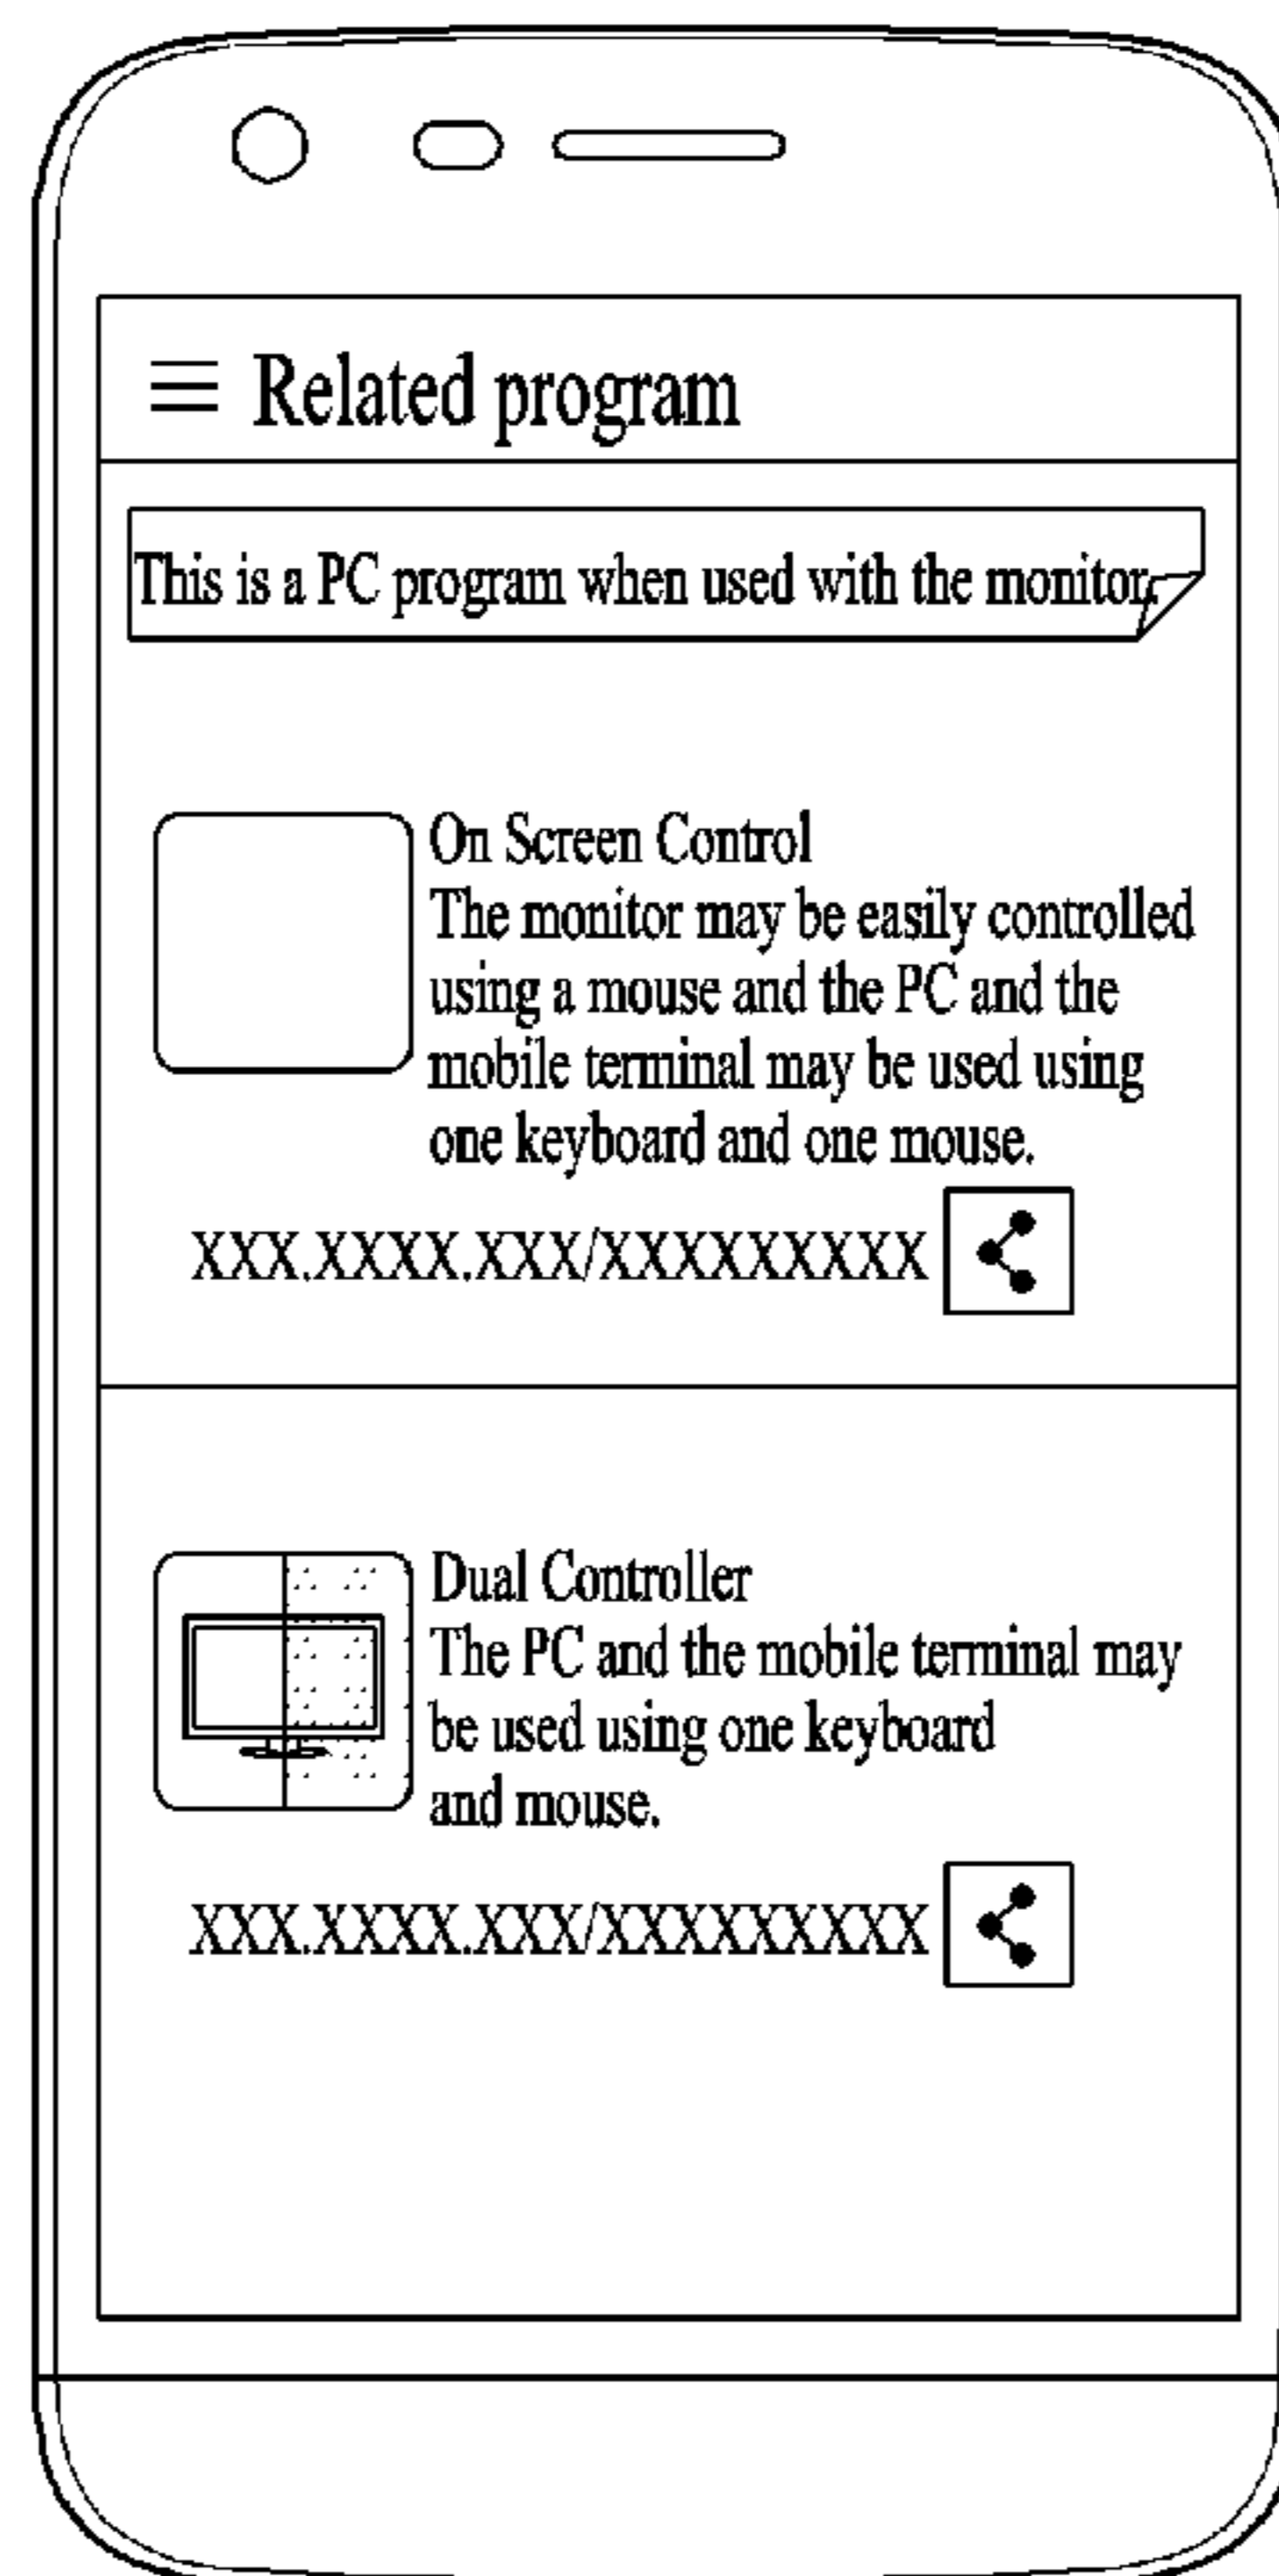 Related program
This is a PC program when used with the monitor.
On Screen Control
The monitor may be easily controlled
using a mouse and the PC and the
mobile terminal may be used using
one keyboard and one mouse.
XXX.XXXX.XXX/XXXXXXXXX
Dual Controller
The PC and the mobile terminal may
be used using one keyboard
and mouse.
XXX.XXXX.XXX/XXXXXXXXX